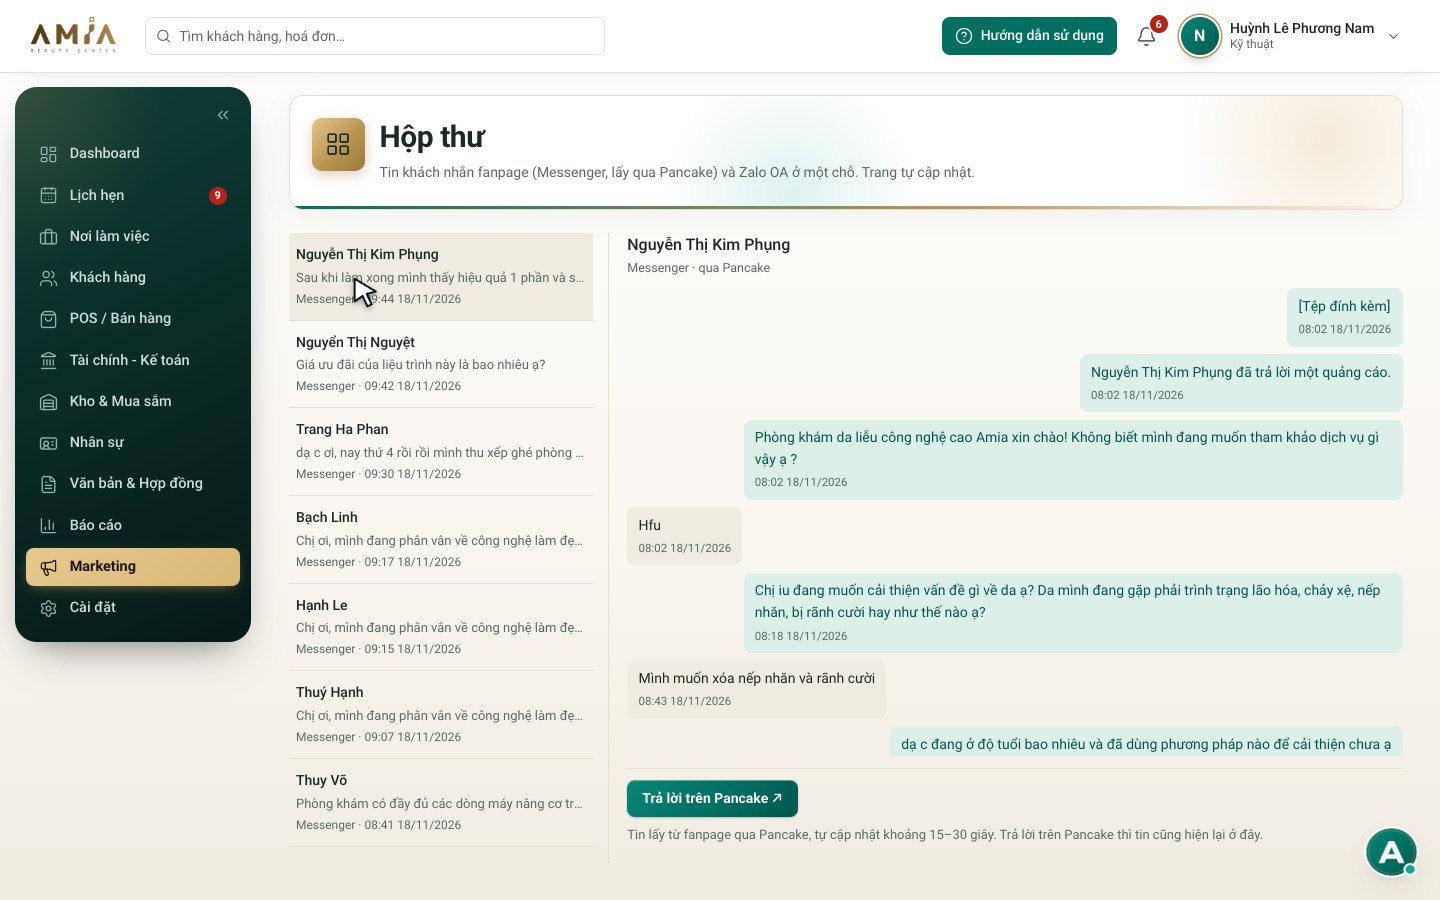 AMIA
BEAUTY CENTER
Tìm khách hàng, hoá đơn...
Hướng dẫn sử dụng
6
N
Huỳnh Lê Phương Nam
Kỹ thuật
Dashboard
Lịch hẹn
9
Nơi làm việc
Khách hàng
POS / Bán hàng
Tài chính - Kế toán
Kho & Mua sắm
Nhân sự
Văn bản & Hợp đồng
Báo cáo
Marketing
Cài đặt
Hộp thư
Tin khách nhắn fanpage (Messenger, lấy qua Pancake) và Zalo OA ở một chỗ. Trang tự cập nhật.
Nguyễn Thị Kim Phụng
Sau khi làm xong mình thấy hiệu quả 1 phần và s...
Messenger 9:44 18/11/2026
Nguyễn Thị Nguyệt
Giá ưu đãi của liệu trình này là bao nhiêu ạ?
Messenger · 09:42 18/11/2026
Trang Ha Phan
dạ c ơi, nay thứ 4 rồi rồi mình thu xếp ghé phòng ...
Messenger · 09:30 18/11/2026
Bạch Linh
Chị ơi, mình đang phân vân về công nghệ làm đẹ...
Messenger · 09:17 18/11/2026
Hạnh Le
Chị ơi, mình đang phân vân về công nghệ làm đẹ...
Messenger · 09:15 18/11/2026
Thuý Hạnh
Chị ơi, mình đang phân vân về công nghệ làm đẹ...
Messenger · 09:07 18/11/2026
Thuy Võ
Phòng khám có đầy đủ các dòng máy nâng cơ tr...
Messenger · 08:41 18/11/2026
Nguyễn Thị Kim Phụng
Messenger · qua Pancake
[Tệp đính kèm]
08:02 18/11/2026
Nguyễn Thị Kim Phụng đã trả lời một quảng cáo.
08:02 18/11/2026
Phòng khám da liễu công nghệ cao Amia xin chào! Không biết mình đang muốn tham khảo dịch vụ gì
vậy ạ ?
08:02 18/11/2026
Hfu
08:02 18/11/2026
Chị iu đang muốn cải thiện vấn đề gì về da ạ? Da mình đang gặp phải trình trạng lão hóa, chảy xệ, nếp
nhăn, bị rãnh cười hay như thế nào ạ?
08:18 18/11/2026
Mình muốn xóa nếp nhăn và rãnh cười
08:43 18/11/2026
dạ c đang ở độ tuổi bao nhiêu và đã dùng phương pháp nào để cải thiện chưa ạ
Trả lời trên Pancake ↗
Tin lấy từ fanpage qua Pancake, tự cập nhật khoảng 15–30 giây. Trả lời trên Pancake thì tin cũng hiện lại ở đây.
A